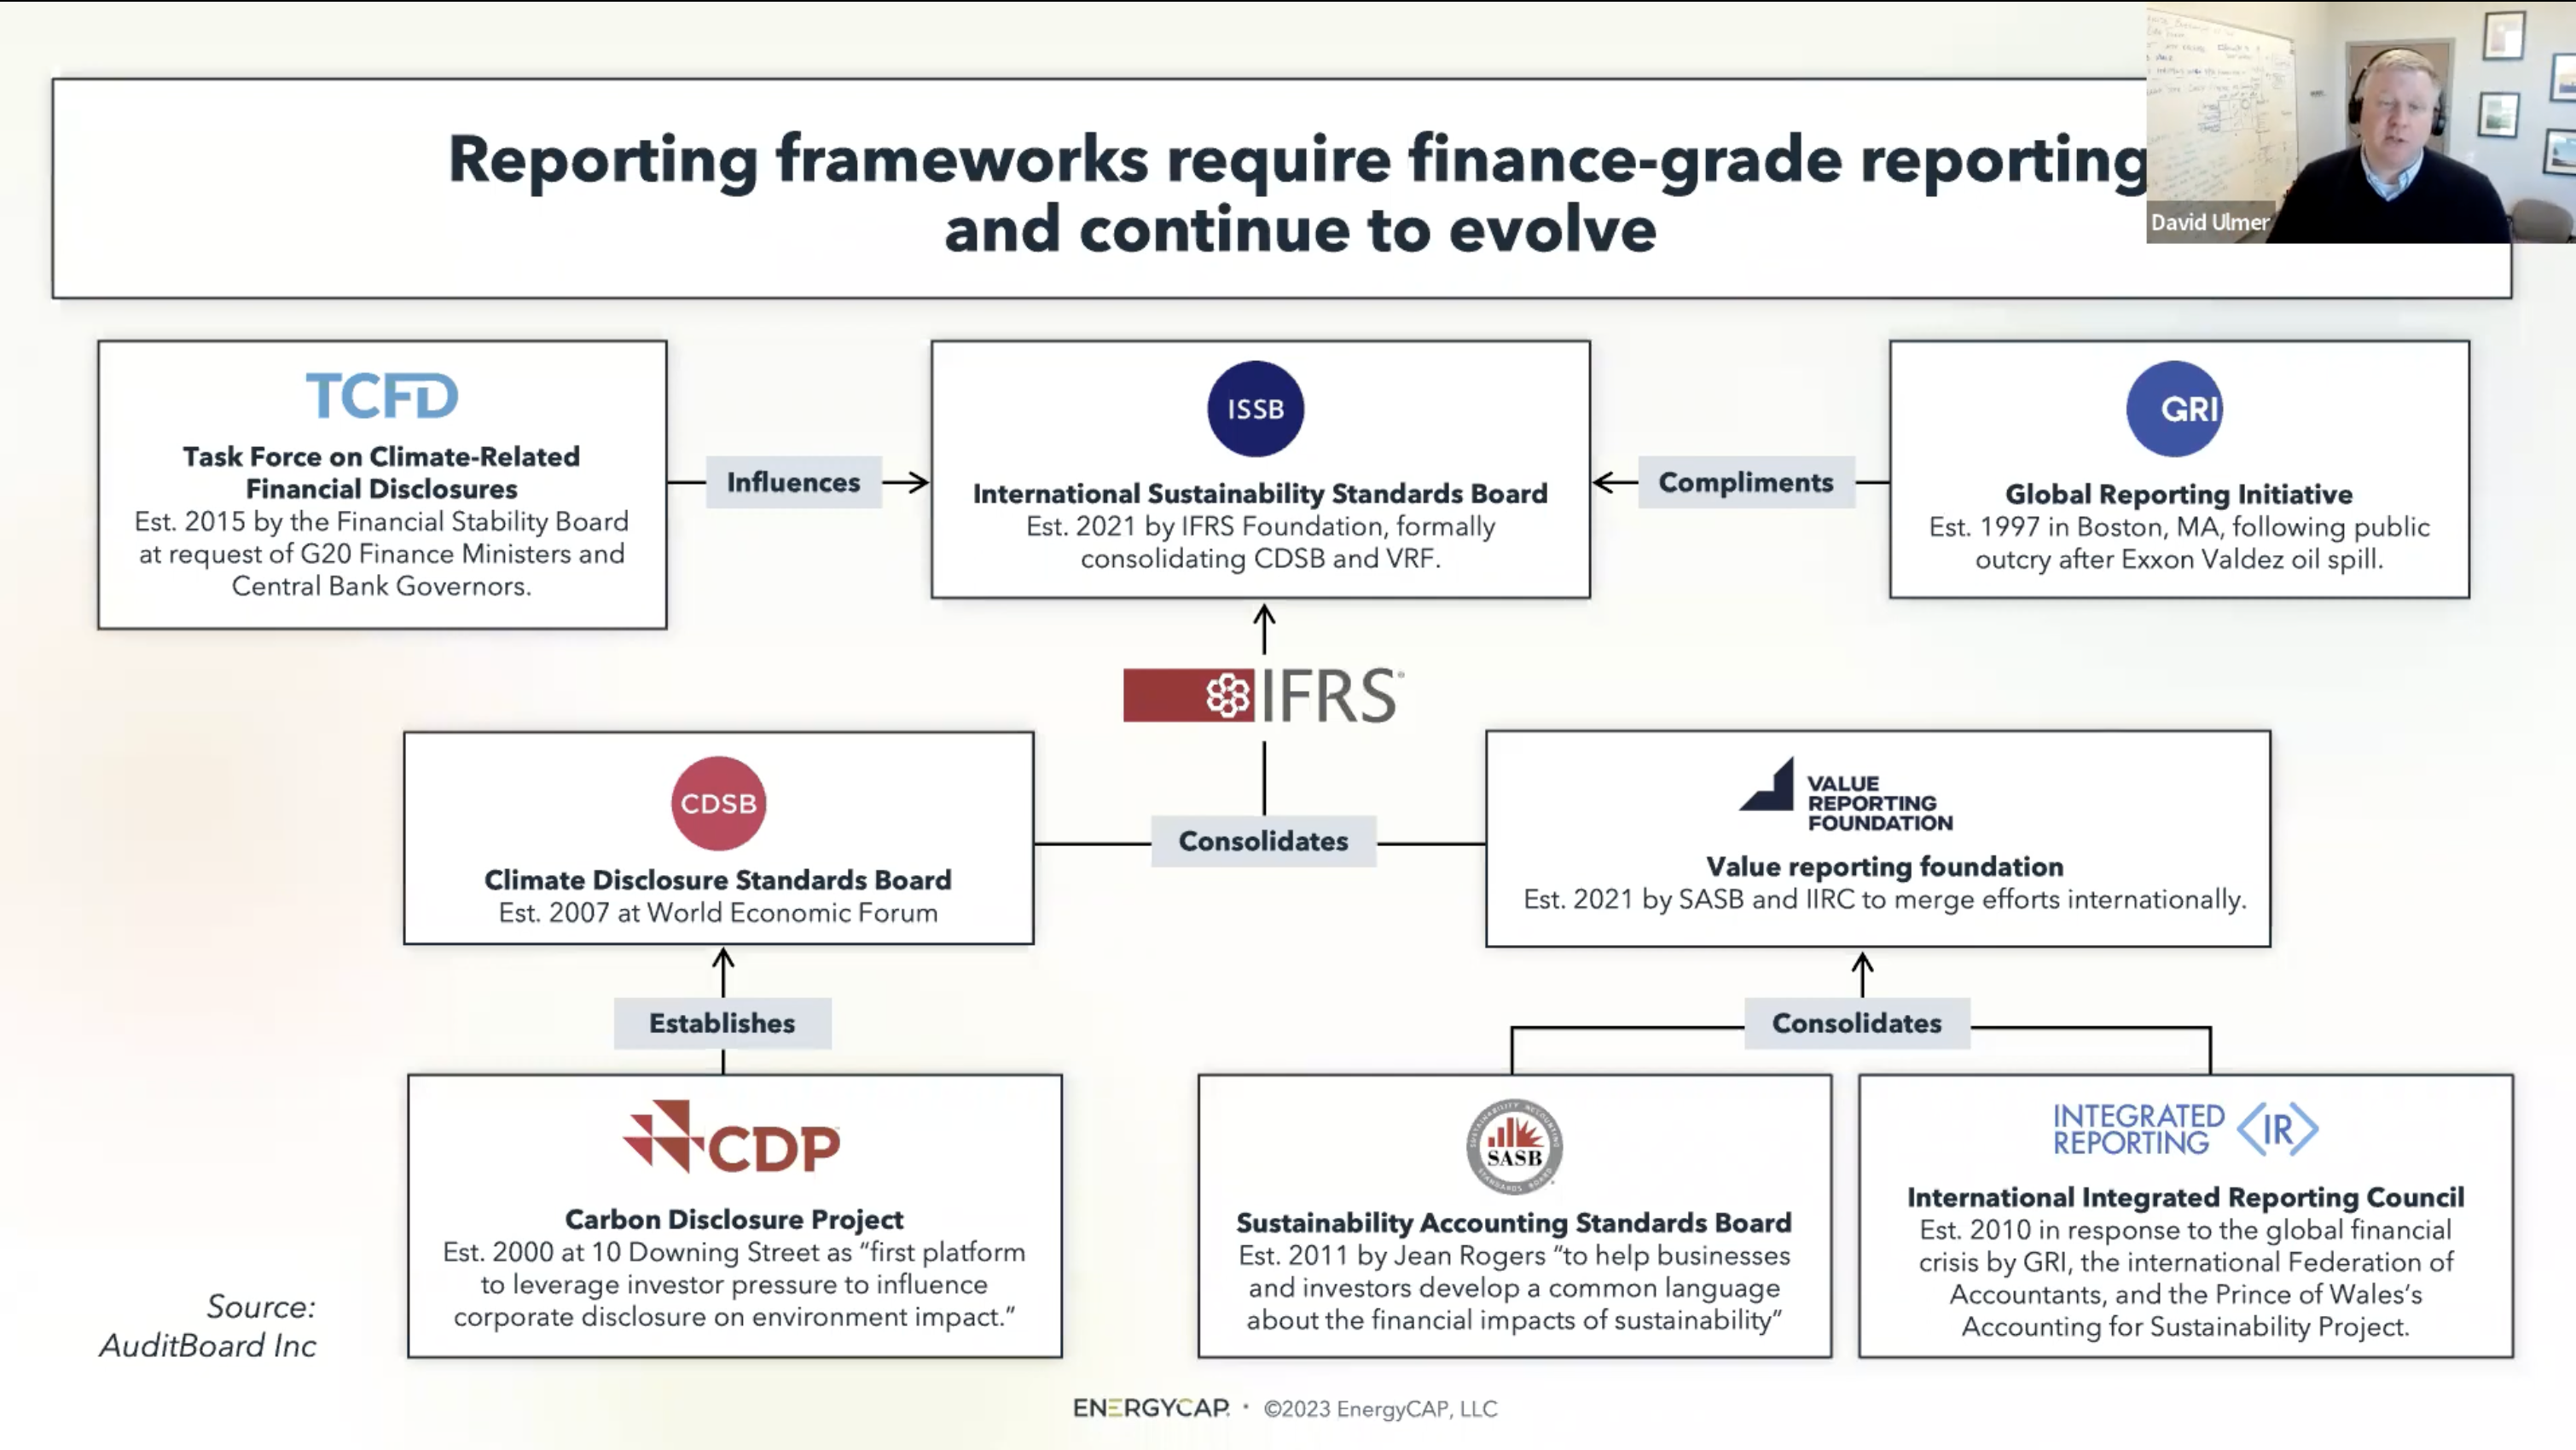 Reporting frameworks require finance-grade reporting
and continue to evolve
David Ulmer
TCFD
Task Force on Climate-Related
Financial Disclosures
Est. 2015 by the Financial Stability Board
at request of G20 Finance Ministers and
Central Bank Governors.
Influences
ISSB
International Sustainability Standards Board
Est. 2021 by IFRS Foundation, formally
consolidating CDSB and VRF.
Compliments
GRI
Global Reporting Initiative
Est. 1997 in Boston, MA, following public
outcry after Exxon Valdez oil spill.
IFRS®
CDSB
Climate Disclosure Standards Board
Est. 2007 at World Economic Forum
Consolidates
VALUE
REPORTING
FOUNDATION
Value reporting foundation
Est. 2021 by SASB and IIRC to merge efforts internationally.
Establishes
Consolidates
CDP
Carbon Disclosure Project
Est. 2000 at 10 Downing Street as “first platform
to leverage investor pressure to influence
corporate disclosure on environment impact.”
SUSTAINABILITY ACCOUNTING
SASB
STANDARDS BOARD
Sustainability Accounting Standards Board
Est. 2011 by Jean Rogers “to help businesses
and investors develop a common language
about the financial impacts of sustainability”
INTEGRATED
REPORTING
<IR>
International Integrated Reporting Council
Est. 2010 in response to the global financial
crisis by GRI, the international Federation of
Accountants, and the Prince of Wales’s
Accounting for Sustainability Project.
Source:
AuditBoard Inc
ENERGYCAP. • ©2023 EnergyCAP, LLC